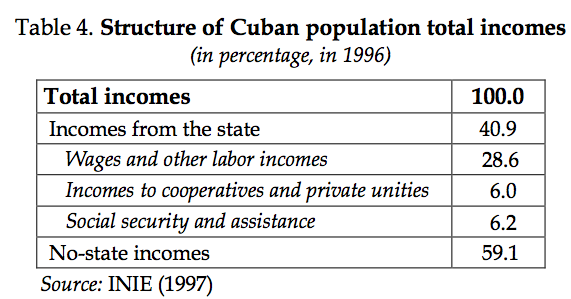 Table 4. Structure of Cuban population total incomes
(in percentage, in 1996)
Total incomes 100.0
Incomes from the state 40.9
Wages and other labor incomes 28.6
Incomes to cooperatives and private unities 6.0
Social security and assistance 6.2
No-state incomes 59.1
Source: INIE (1997)